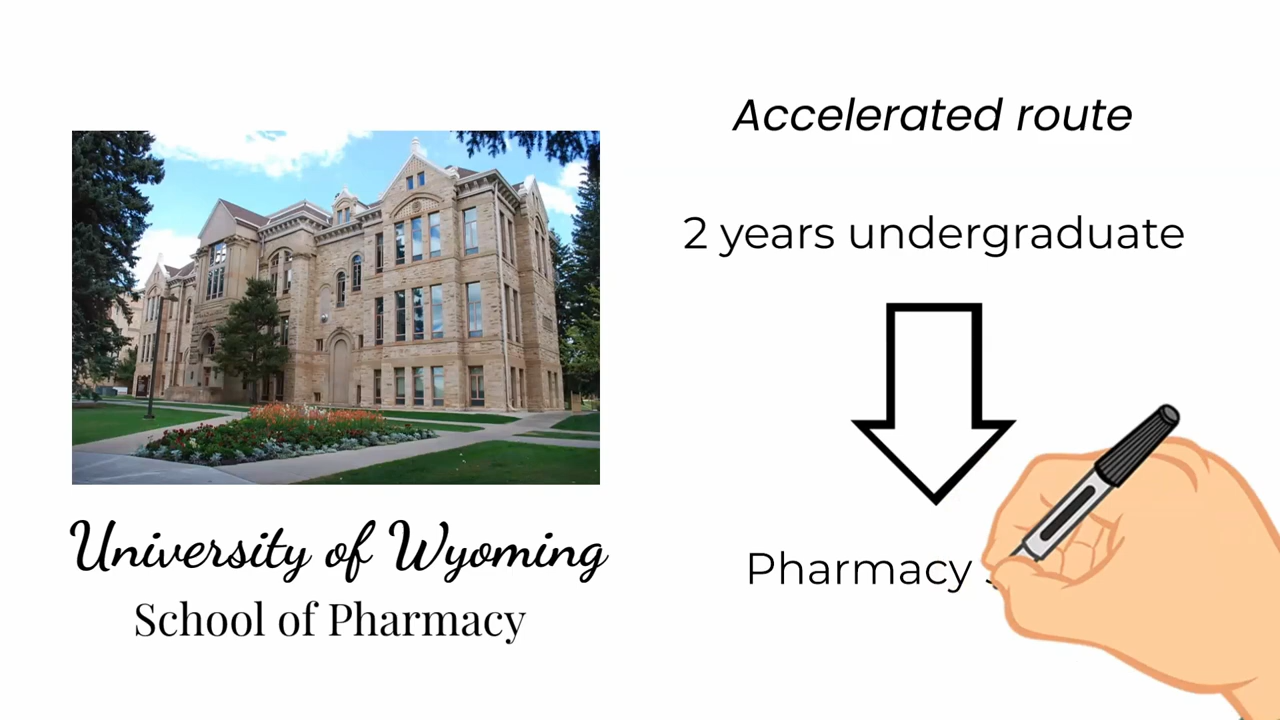 Accelerated route
2 years undergraduate
Pharmacy
University of Wyoming
School of Pharmacy